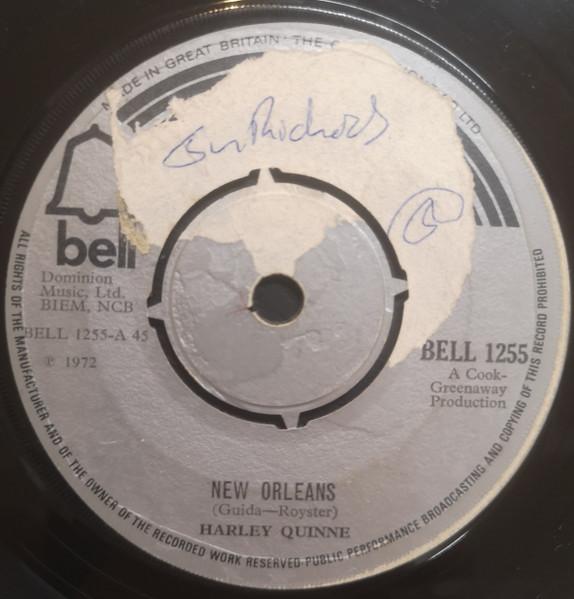 MADE IN GREAT BRITAIN · THE
LTD
bell
Dominion
Music, Ltd.
BIEM, NCB
BELL 1255-A 45
℗ 1972
BELL 1255
A Cook-
Greenaway
Production
NEW ORLEANS
(Guida—Royster)
HARLEY QUINNE
ALL RIGHTS OF THE MANUFACTURER AND OF THE OWNER OF THE RECORDED WORK RESERVED·PUBLIC PERFORMANCE BROADCASTING AND COPYING OF THIS RECORD PROHIBITED